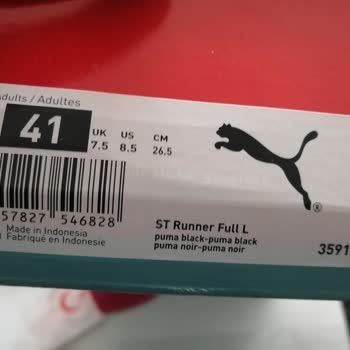 dults / Adultes
41
UK US CM
7.5 8.5 26.5
57827 546828
Made in Indonesia
Fabriqué en Indonesie
ST Runner Full L
puma black-puma black
puma noir-puma noir
3591
®